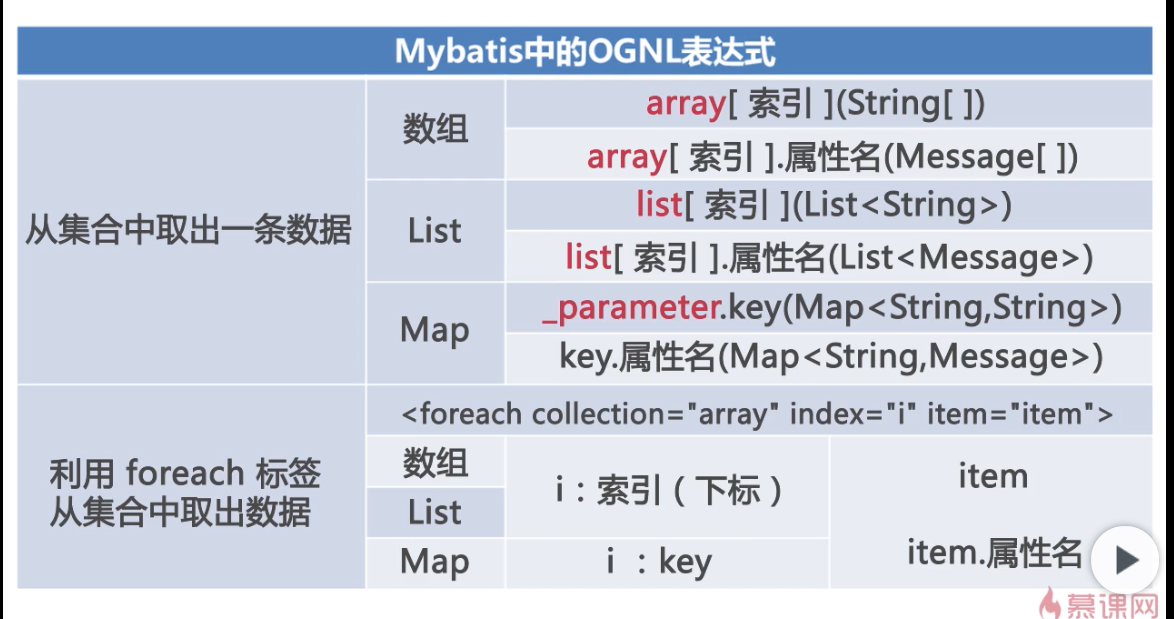 Mybatis中的OGNL表达式
从集合中取出一条数据
数组
array[ 索引 ](String[ ])
array[ 索引 ].属性名(Message[ ])
List
list[ 索引 ](List<String>)
list[ 索引 ].属性名(List<Message>)
Map
_parameter.key(Map<String,String>)
key.属性名(Map<String,Message>)
利用 foreach 标签
从集合中取出数据
<foreach collection="array" index="i" item="item">
数组
List
i：索引（下标）
Map
i ：key
item
item.属性名
慕课网